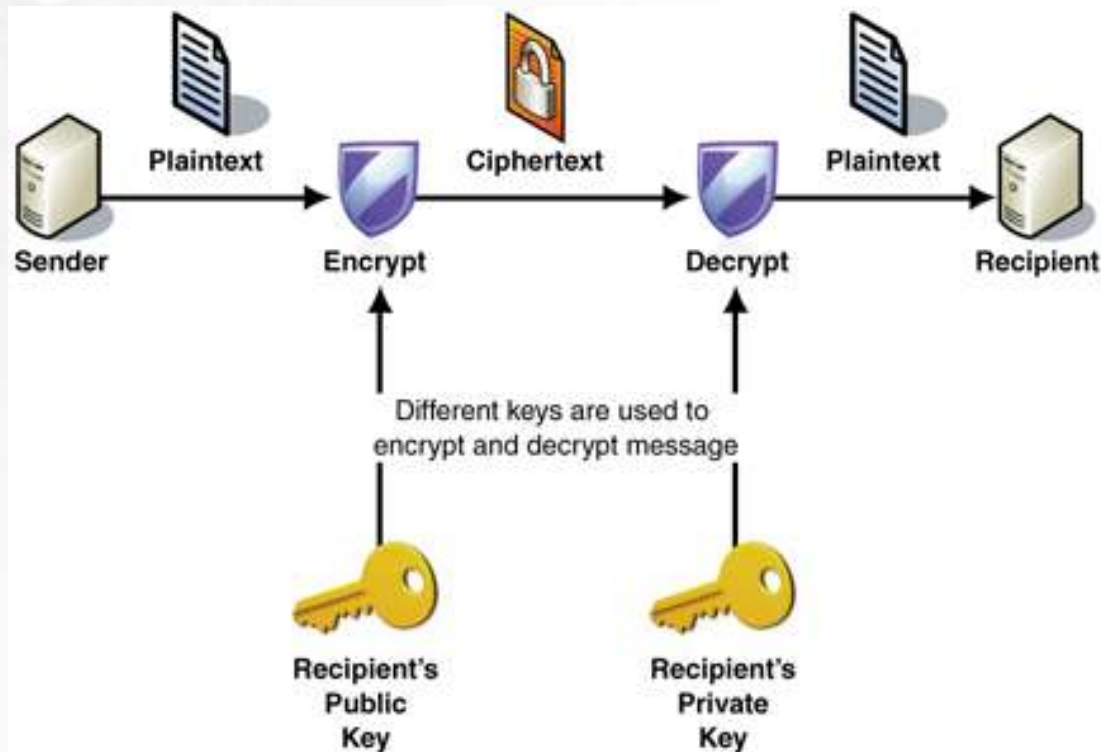 Plaintext
Ciphertext
Plaintext
Sender
Encrypt
Decrypt
Recipient
Different keys are used to
encrypt and decrypt message
Recipient's
Public
Key
Recipient's
Private
Key